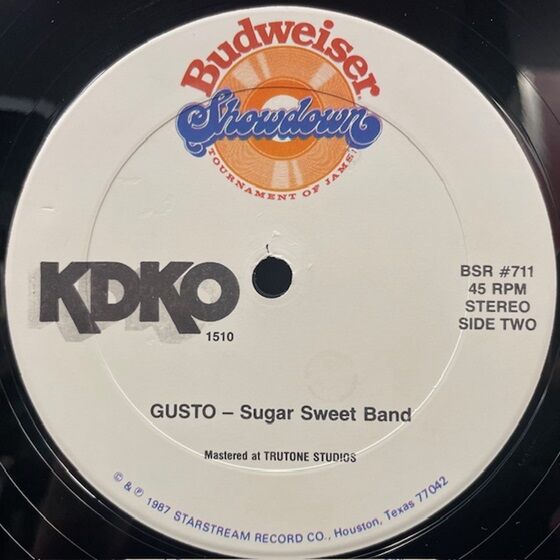 Budweiser
Showdown
TOURNAMENT OF JAMS!
KDKO
1510
BSR #711
45 RPM
STEREO
SIDE TWO
GUSTO – Sugar Sweet Band
Mastered at TRUTONE STUDIOS
© & ℗ 1987 STARSTREAM RECORD CO., Houston, Texas 77042